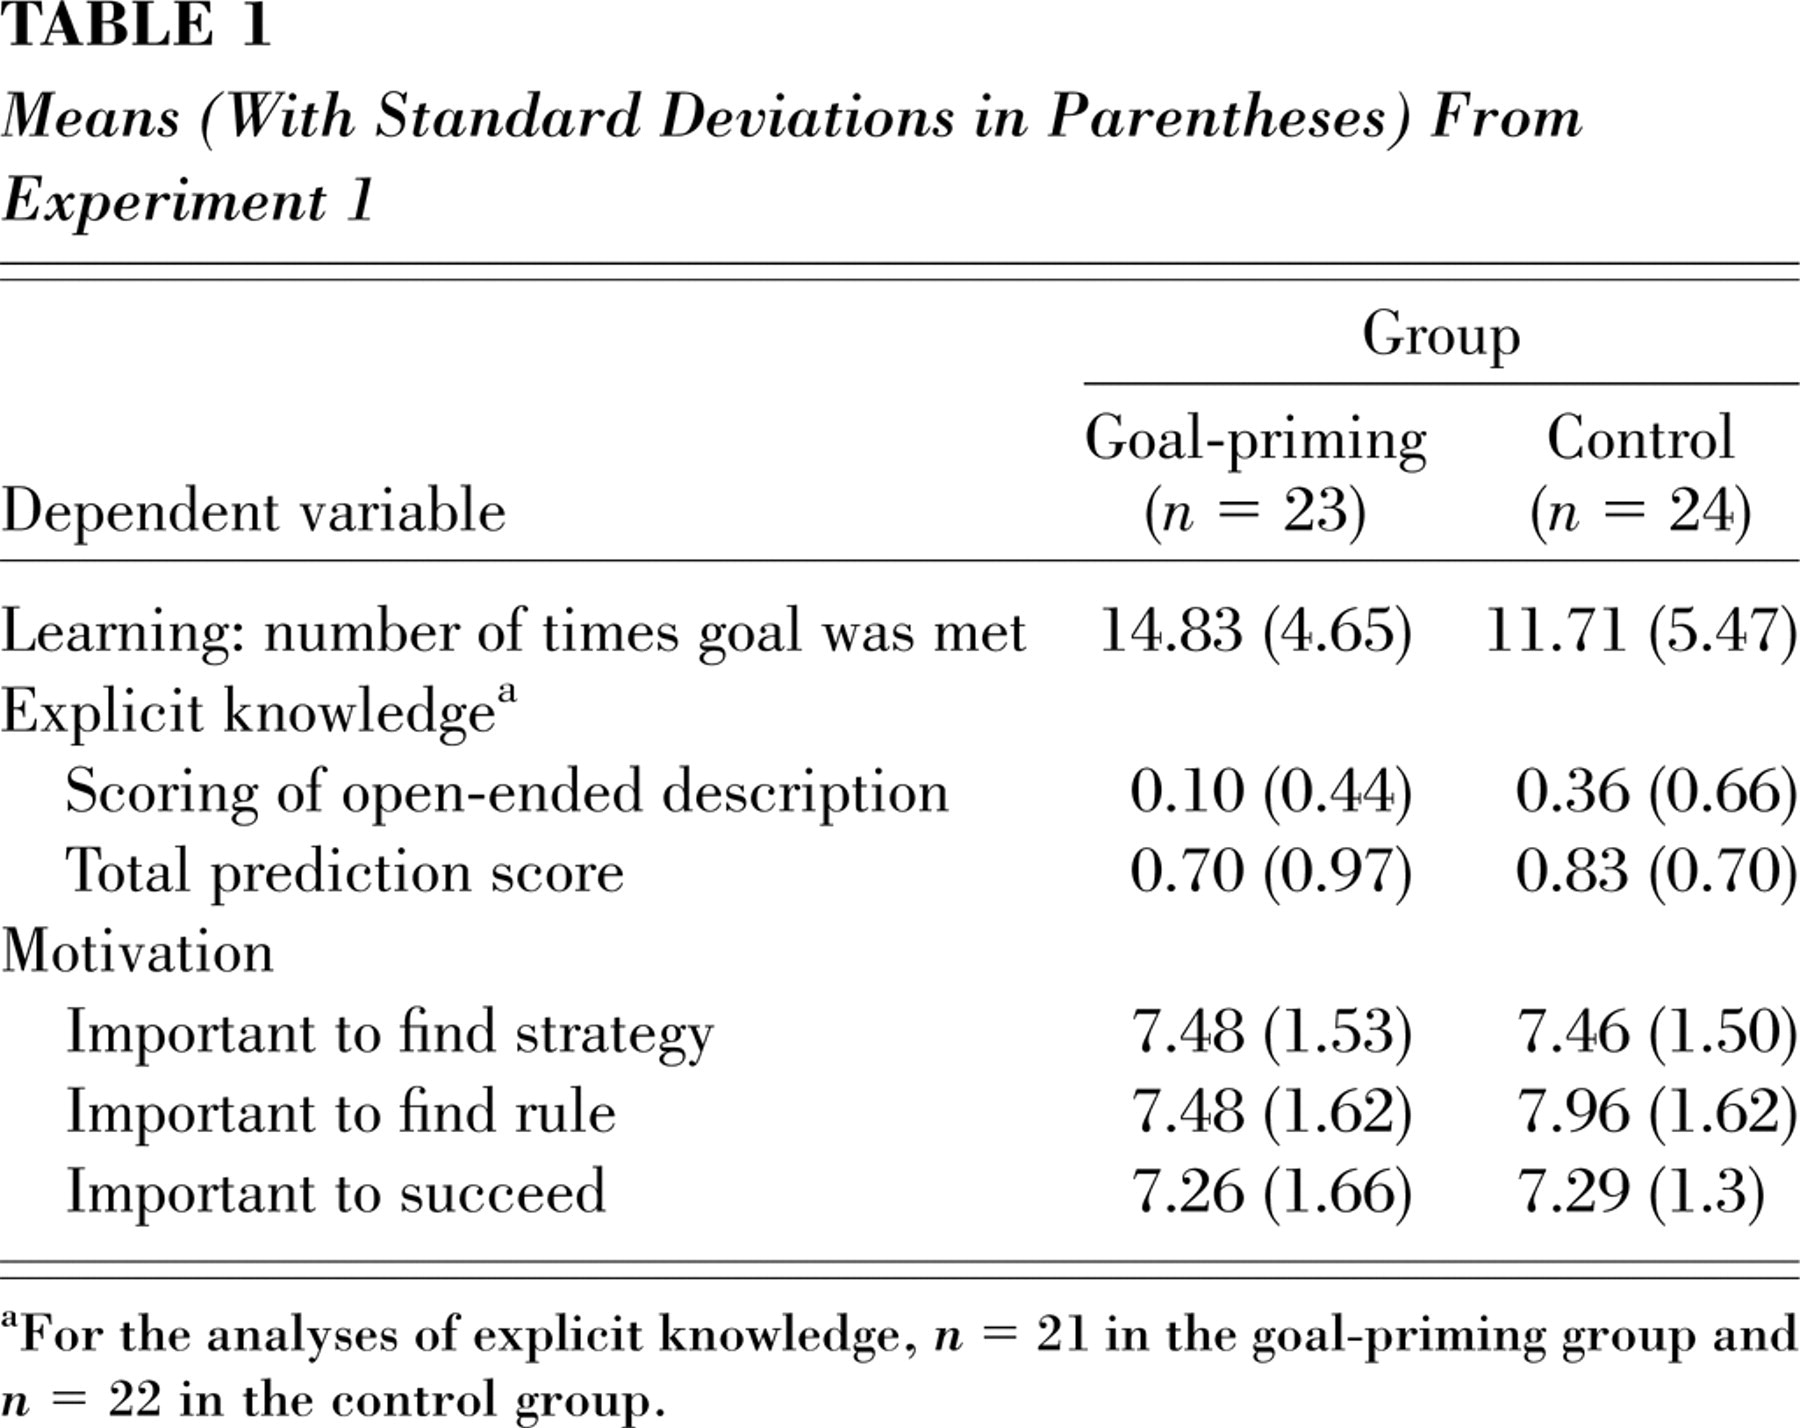 TABLE 1
Means (With Standard Deviations in Parentheses) From
Experiment 1
Group
Goal-priming Control
Dependent variable (n = 23) (n = 24)
Learning: number of times goal was met 14.83 (4.65) 11.71 (5.47)
Explicit knowledgeᵃ
Scoring of open-ended description 0.10 (0.44) 0.36 (0.66)
Total prediction score 0.70 (0.97) 0.83 (0.70)
Motivation
Important to find strategy 7.48 (1.53) 7.46 (1.50)
Important to find rule 7.48 (1.62) 7.96 (1.62)
Important to succeed 7.26 (1.66) 7.29 (1.3)
ᵃFor the analyses of explicit knowledge, n = 21 in the goal-priming group and
n = 22 in the control group.